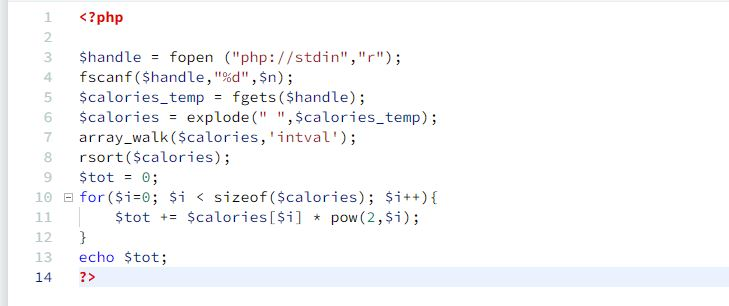 1 <?php
2
3 $handle = fopen ("php://stdin","r");
4 fscanf($handle,"%d",$n);
5 $calories_temp = fgets($handle);
6 $calories = explode(" ",$calories_temp);
7 array_walk($calories,'intval');
8 rsort($calories);
9 $tot = 0;
10 for($i=0; $i < sizeof($calories); $i++){
11     $tot += $calories[$i] * pow(2,$i);
12 }
13 echo $tot;
14 ?>